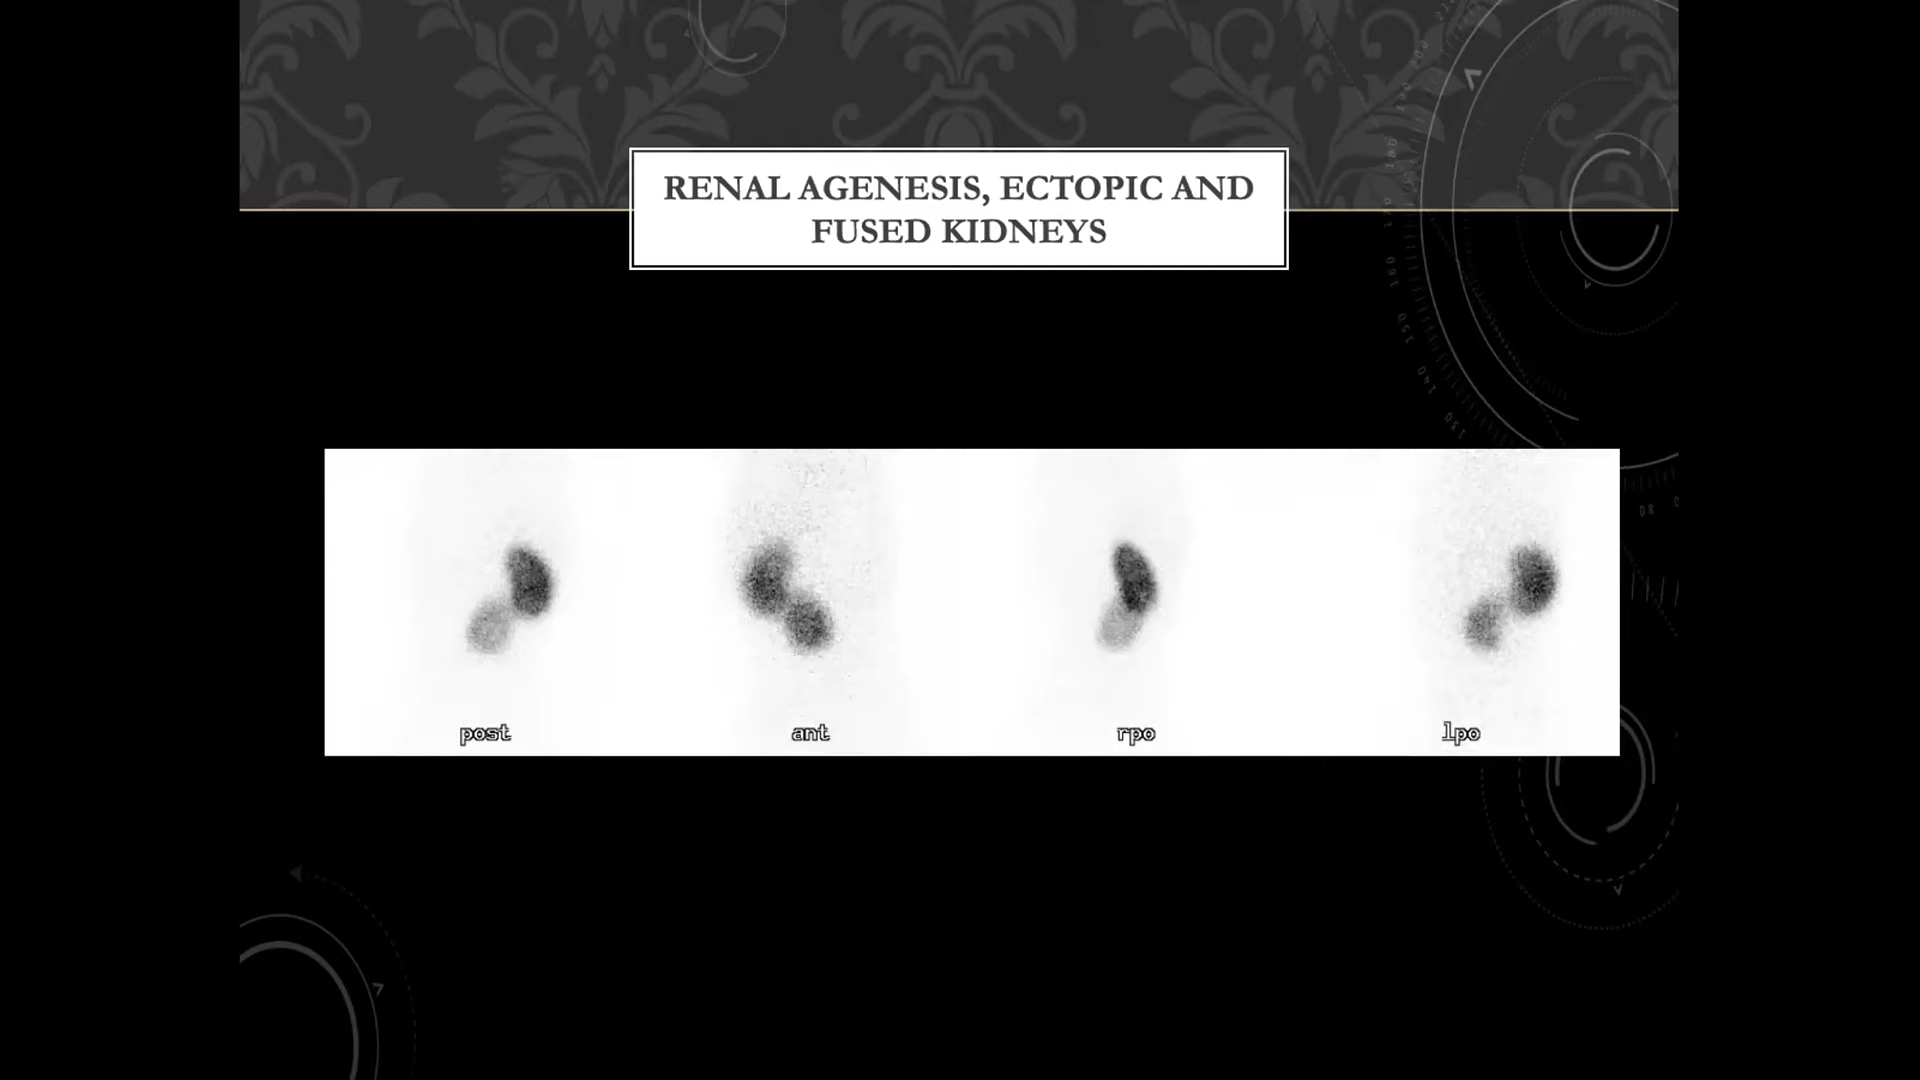 RENAL AGENESIS, ECTOPIC AND
FUSED KIDNEYS
post
ant
rpo
lpo